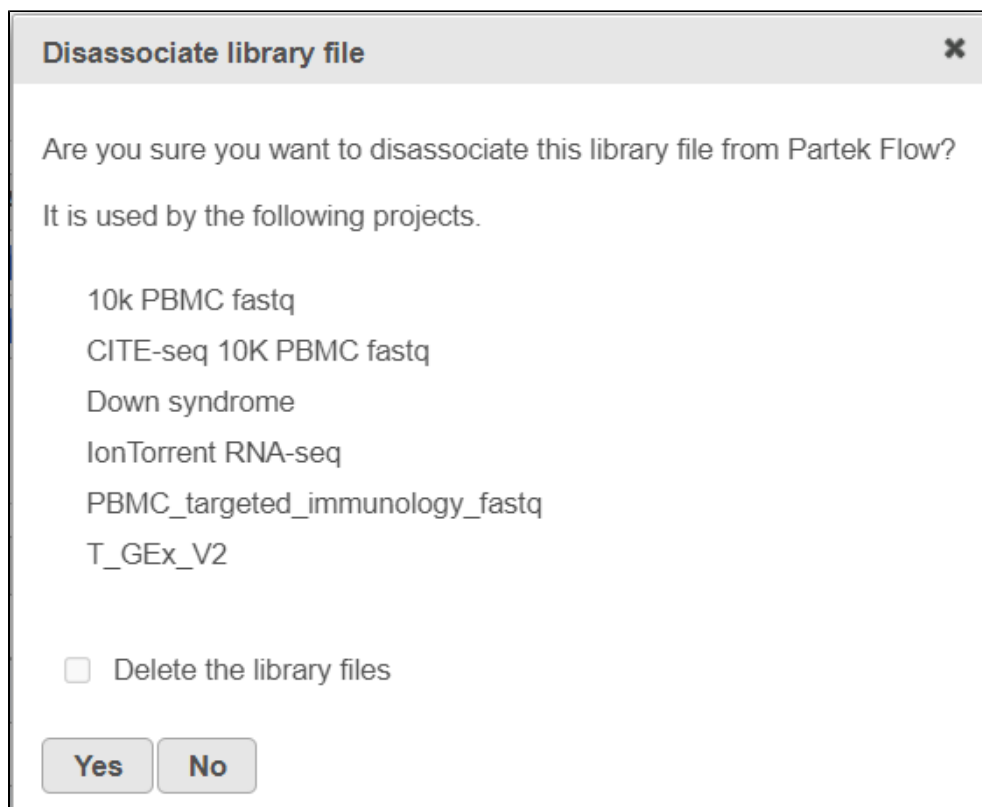 Disassociate library file
Are you sure you want to disassociate this library file from Partek Flow?
It is used by the following projects.
10k PBMC fastq
CITE-seq 10K PBMC fastq
Down syndrome
IonTorrent RNA-seq
PBMC_targeted_immunology_fastq
T_GEx_V2
Delete the library files
Yes No